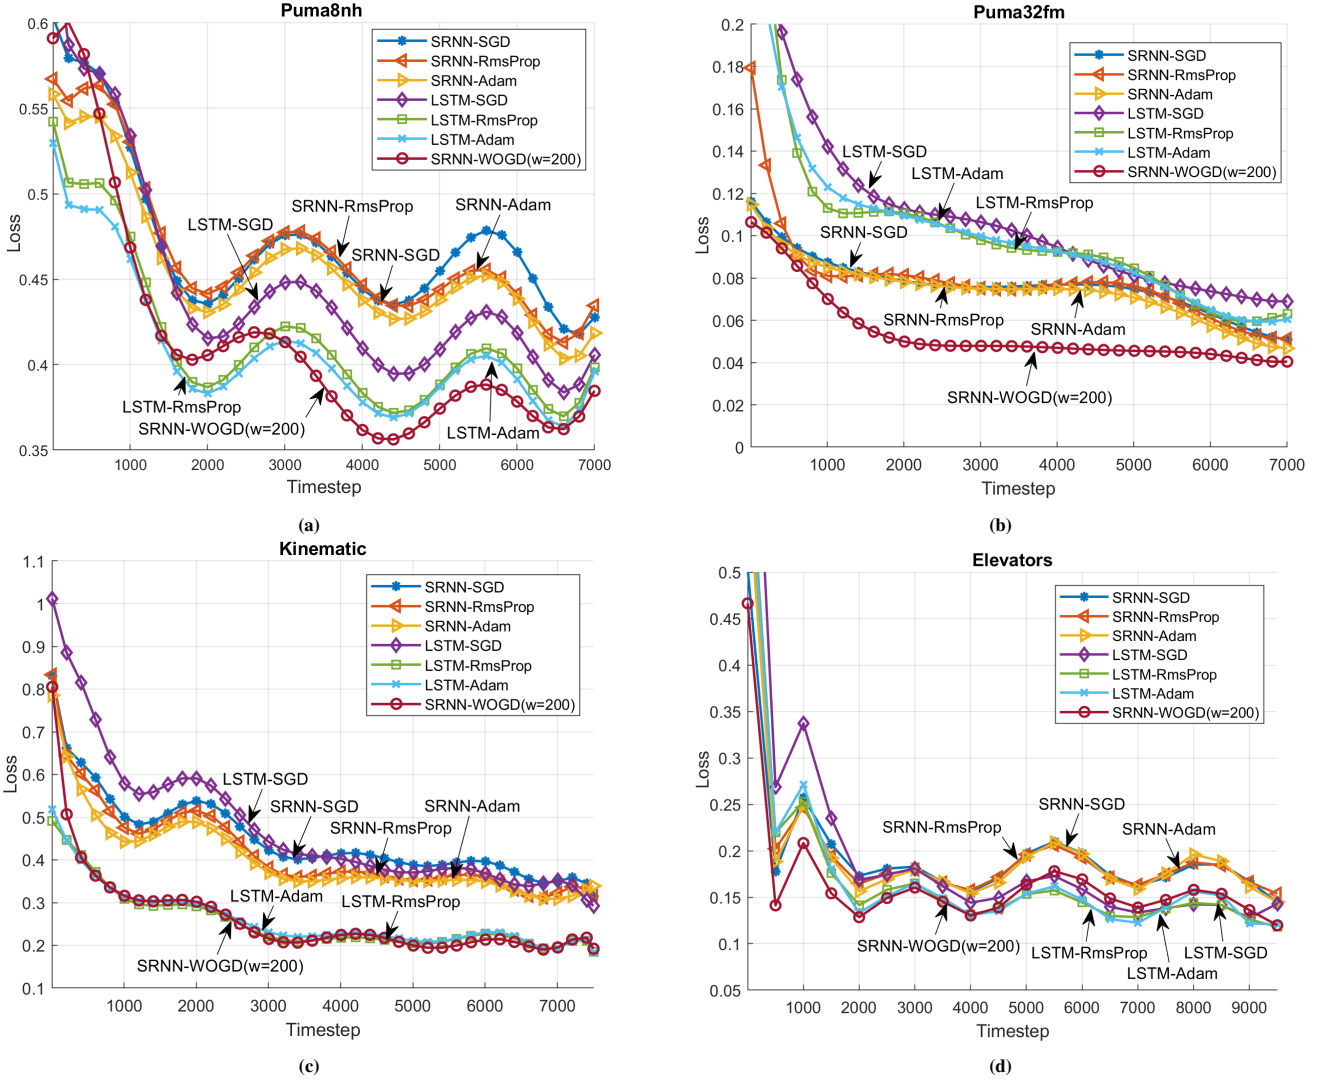 Puma8nh
0.6
0.55
0.5
0.45
0.4
0.35
Loss
1000 2000 3000 4000 5000 6000 7000
Timestep
SRNN-SGD
SRNN-RmsProp
SRNN-Adam
LSTM-SGD
LSTM-RmsProp
LSTM-Adam
SRNN-WOGD(w=200)
SRNN-RmsProp
SRNN-Adam
LSTM-SGD
SRNN-SGD
LSTM-RmsProp
SRNN-WOGD(w=200)
LSTM-Adam
(a)
Puma32fm
0.2
0.18
0.16
0.14
0.12
0.1
0.08
0.06
0.04
0.02
0
Loss
1000 2000 3000 4000 5000 6000 7000
Timestep
SRNN-SGD
SRNN-RmsProp
SRNN-Adam
LSTM-SGD
LSTM-RmsProp
LSTM-Adam
SRNN-WOGD(w=200)
LSTM-SGD
LSTM-Adam
LSTM-RmsProp
SRNN-SGD
SRNN-RmsProp
SRNN-Adam
SRNN-WOGD(w=200)
(b)
Kinematic
1.1
1
0.9
0.8
0.7
0.6
0.5
0.4
0.3
0.2
0.1
Loss
1000 2000 3000 4000 5000 6000 7000
Timestep
SRNN-SGD
SRNN-RmsProp
SRNN-Adam
LSTM-SGD
LSTM-RmsProp
LSTM-Adam
SRNN-WOGD(w=200)
LSTM-SGD
SRNN-SGD
SRNN-Adam
SRNN-RmsProp
LSTM-Adam
LSTM-RmsProp
SRNN-WOGD(w=200)
(c)
Elevators
0.5
0.45
0.4
0.35
0.3
0.25
0.2
0.15
0.1
0.05
Loss
1000 2000 3000 4000 5000 6000 7000 8000 9000
Timestep
SRNN-SGD
SRNN-RmsProp
SRNN-Adam
LSTM-SGD
LSTM-RmsProp
LSTM-Adam
SRNN-WOGD(w=200)
SRNN-SGD
SRNN-RmsProp
SRNN-Adam
SRNN-WOGD(w=200)
LSTM-RmsProp
LSTM-SGD
LSTM-Adam
(d)